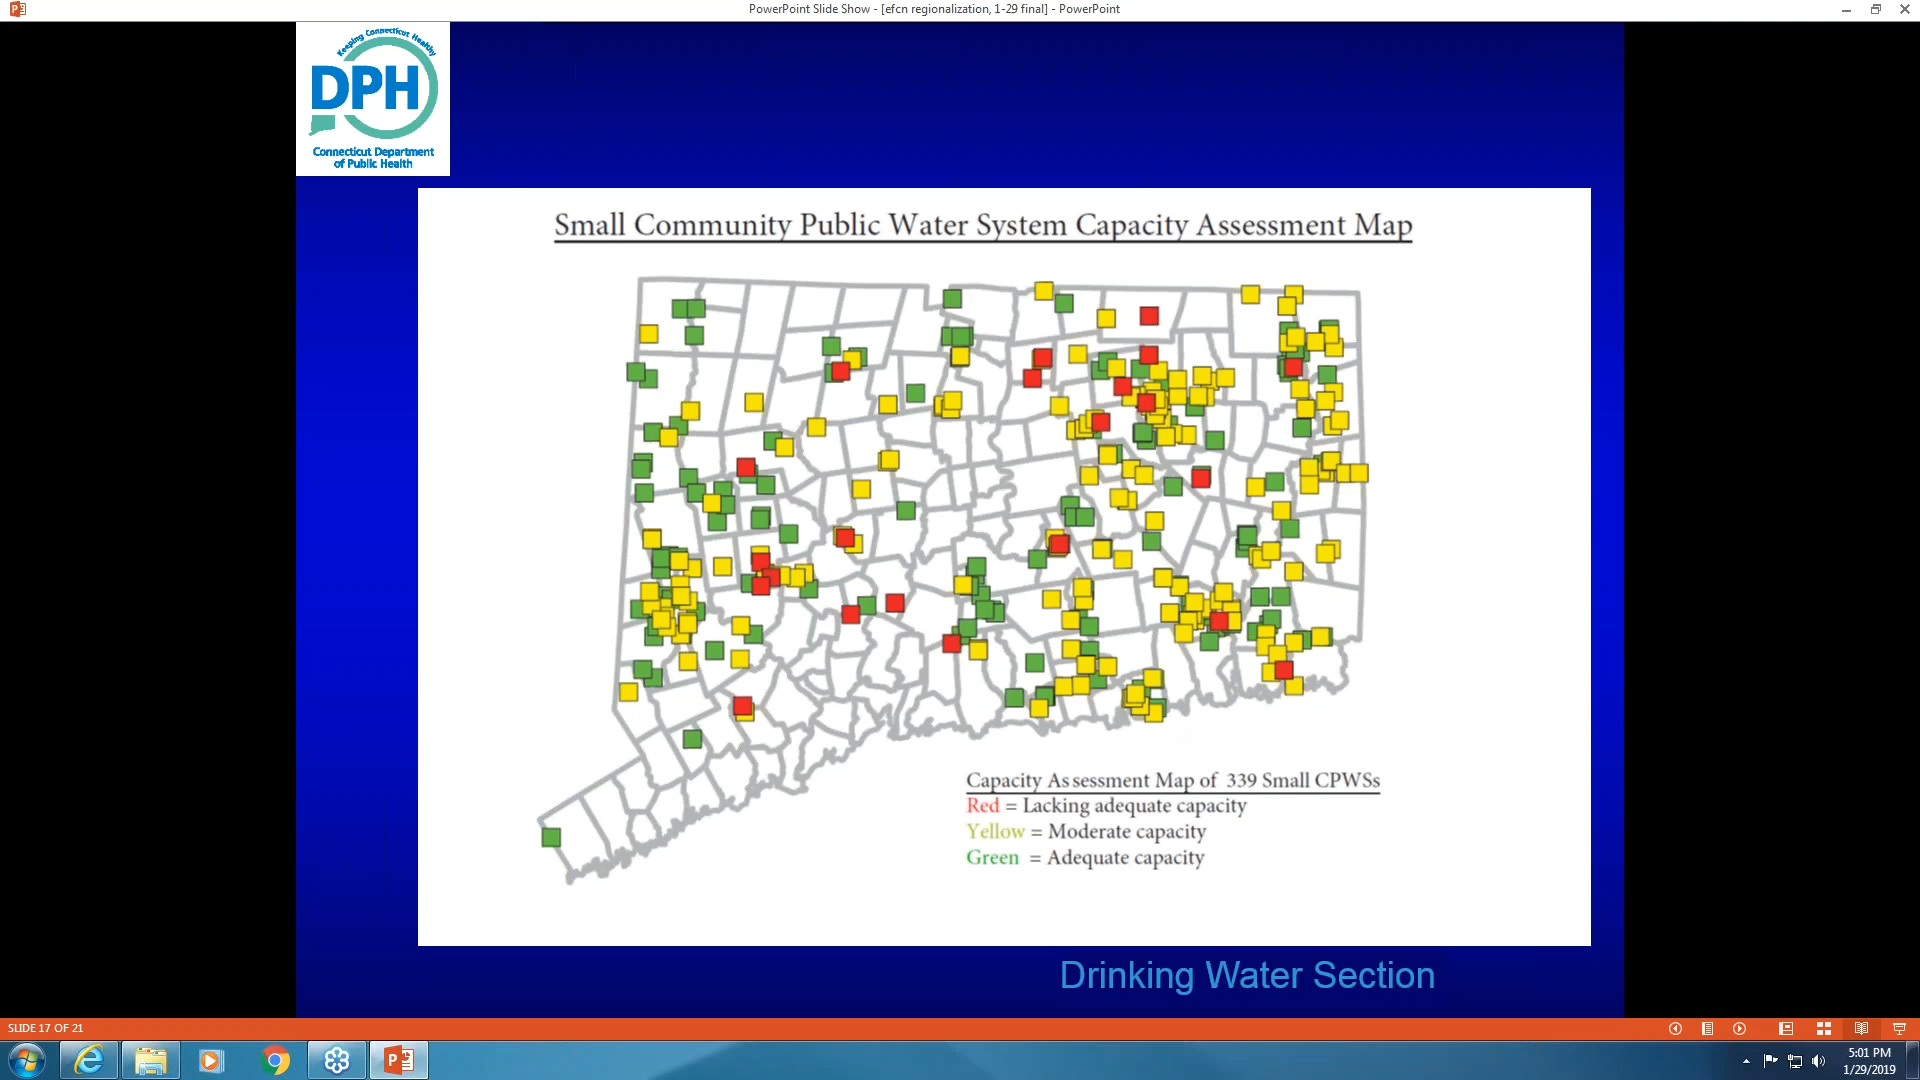 PowerPoint Slide Show - [efcn regionalization, 1-29 final] - PowerPoint
Keeping Connecticut Healthy
DPH
Connecticut Department
of Public Health
Small Community Public Water System Capacity Assessment Map
Capacity Assessment Map of 339 Small CPWSs
Red = Lacking adequate capacity
Yellow = Moderate capacity
Green = Adequate capacity
Drinking Water Section
SLIDE 17 OF 21
5:01 PM
1/29/2019